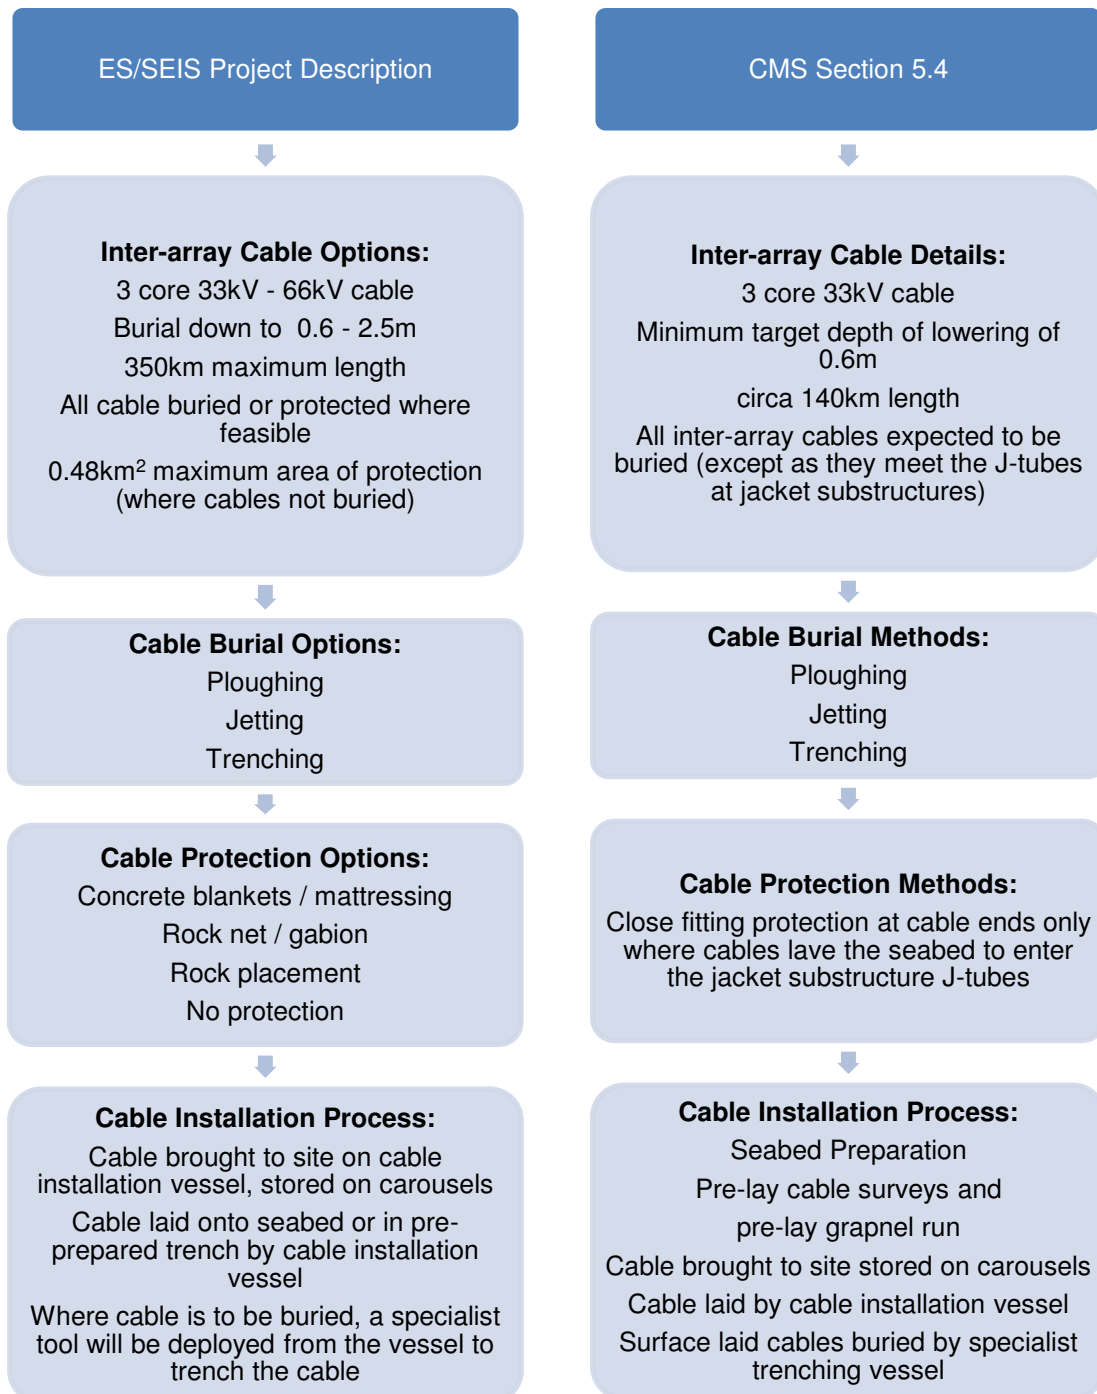 ES/SEIS Project Description
Inter-array Cable Options:
3 core 33kV - 66kV cable
Burial down to 0.6 - 2.5m
350km maximum length
All cable buried or protected where
feasible
0.48km² maximum area of protection
(where cables not buried)
Cable Burial Options:
Ploughing
Jetting
Trenching
Cable Protection Options:
Concrete blankets / mattressing
Rock net / gabion
Rock placement
No protection
Cable Installation Process:
Cable brought to site on cable
installation vessel, stored on carousels
Cable laid onto seabed or in pre-
prepared trench by cable installation
vessel
Where cable is to be buried, a specialist
tool will be deployed from the vessel to
trench the cable
CMS Section 5.4
Inter-array Cable Details:
3 core 33kV cable
Minimum target depth of lowering of
0.6m
circa 140km length
All inter-array cables expected to be
buried (except as they meet the J-tubes
at jacket substructures)
Cable Burial Methods:
Ploughing
Jetting
Trenching
Cable Protection Methods:
Close fitting protection at cable ends only
where cables lave the seabed to enter
the jacket substructure J-tubes
Cable Installation Process:
Seabed Preparation
Pre-lay cable surveys and
pre-lay grapnel run
Cable brought to site stored on carousels
Cable laid by cable installation vessel
Surface laid cables buried by specialist
trenching vessel